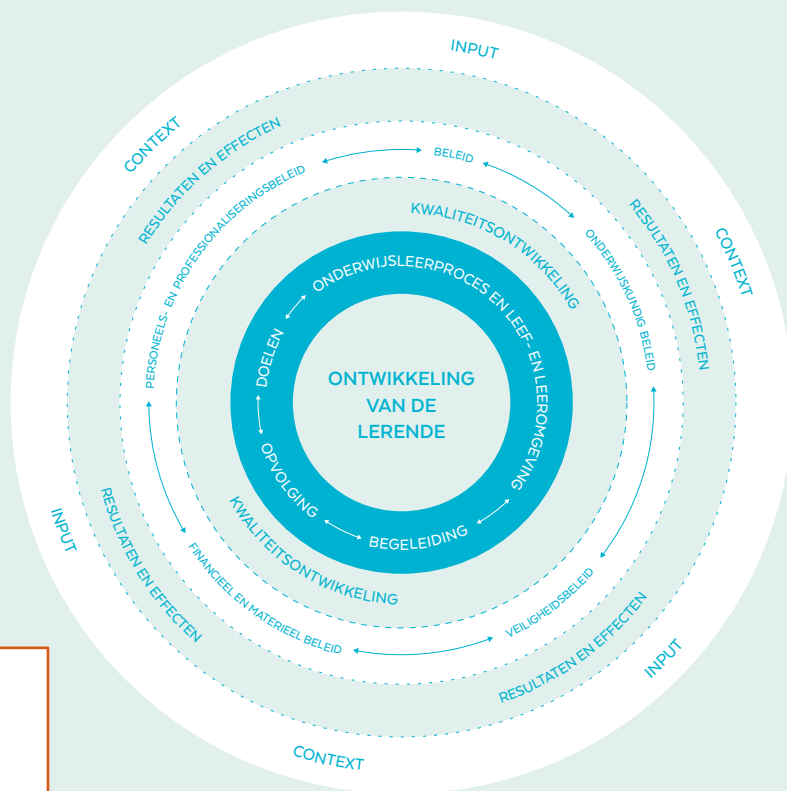 INPUT
CONTEXT
RESULTATEN EN EFFECTEN
BELEID
PERSONEELS- EN PROFESSIONALISERINGSBELEID
KWALITEITSONTWIKKELING
ONDERWIJSKUNDIG BELEID
RESULTATEN EN EFFECTEN
CONTEXT
ONDERWIJSLEERPROCES EN LEEF- EN LEEROMGEVING
DOELEN
ONTWIKKELING
VAN DE
LERENDE
OPVOLGING
BEGELEIDING
KWALITEITSONTWIKKELING
INPUT
RESULTATEN EN EFFECTEN
FINANCIEEL EN MATERIEEL BELEID
VEILIGHEIDSBELEID
RESULTATEN EN EFFECTEN
INPUT
CONTEXT